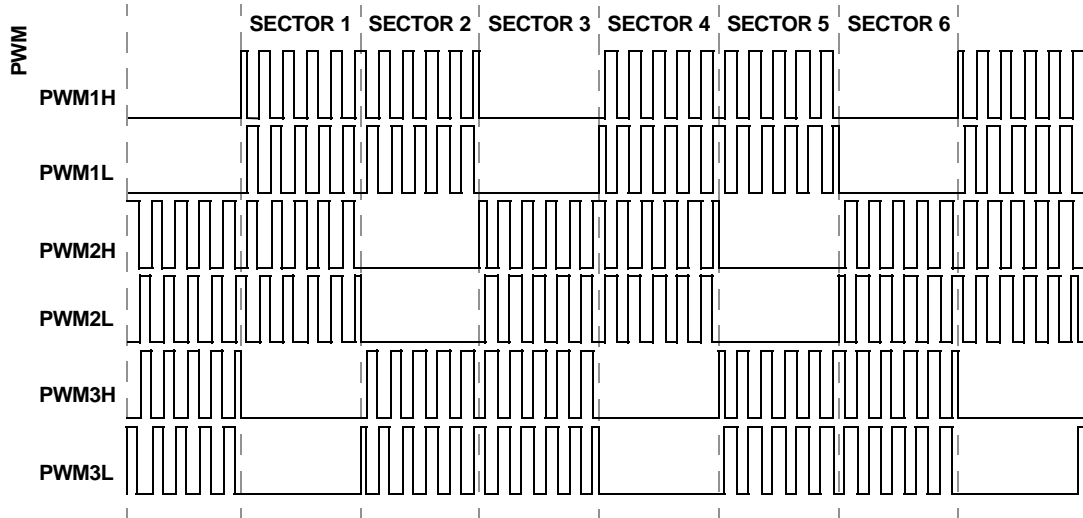 SECTOR 1 SECTOR 2 SECTOR 3 SECTOR 4 SECTOR 5 SECTOR 6
PWM
PWM1H
PWM1L
PWM2H
PWM2L
PWM3H
PWM3L